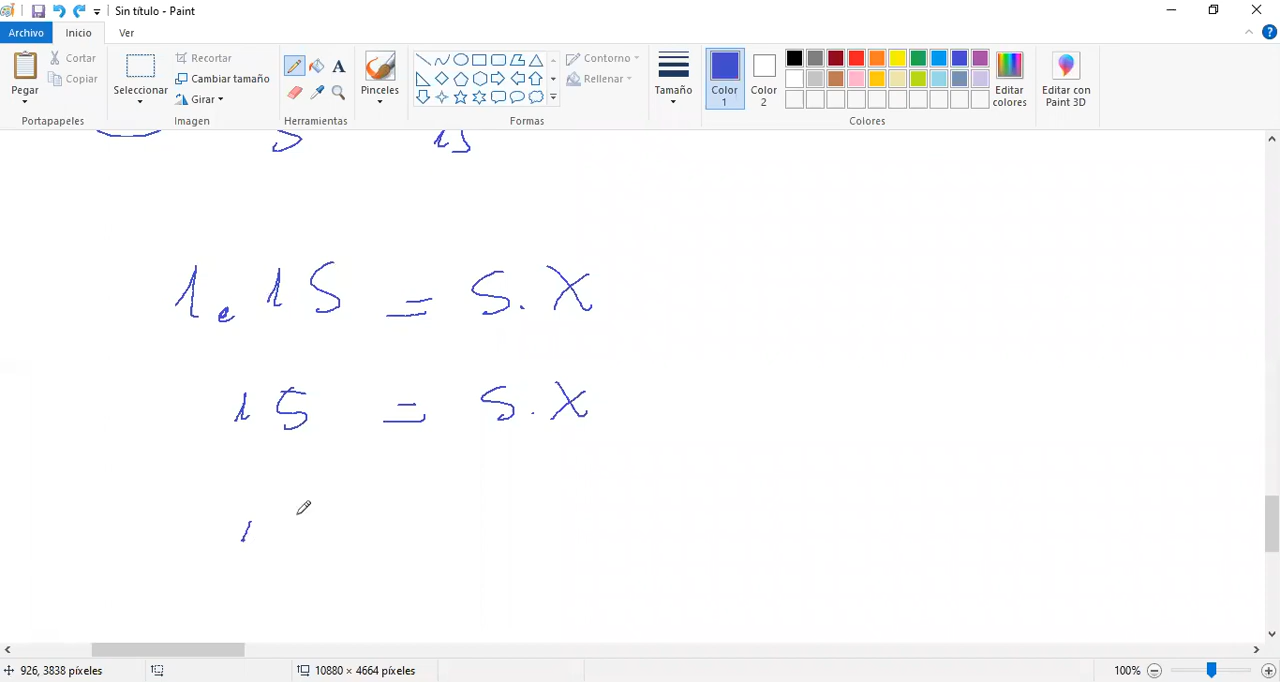 Sin título - Paint
Archivo Inicio Ver
Pegar
Cortar
Copiar
Portapapeles
Seleccionar
Recortar
Cambiar tamaño
Girar
Imagen
A
Herramientas
Pinceles
Contorno
Rellenar
Formas
Tamaño
Color 1
Color 2
Editar colores
Editar con Paint 3D
Colores
1 . 15 = 5 . X
15 = 5 . X
1
926, 3838 píxeles
10880 × 4664 píxeles
100%